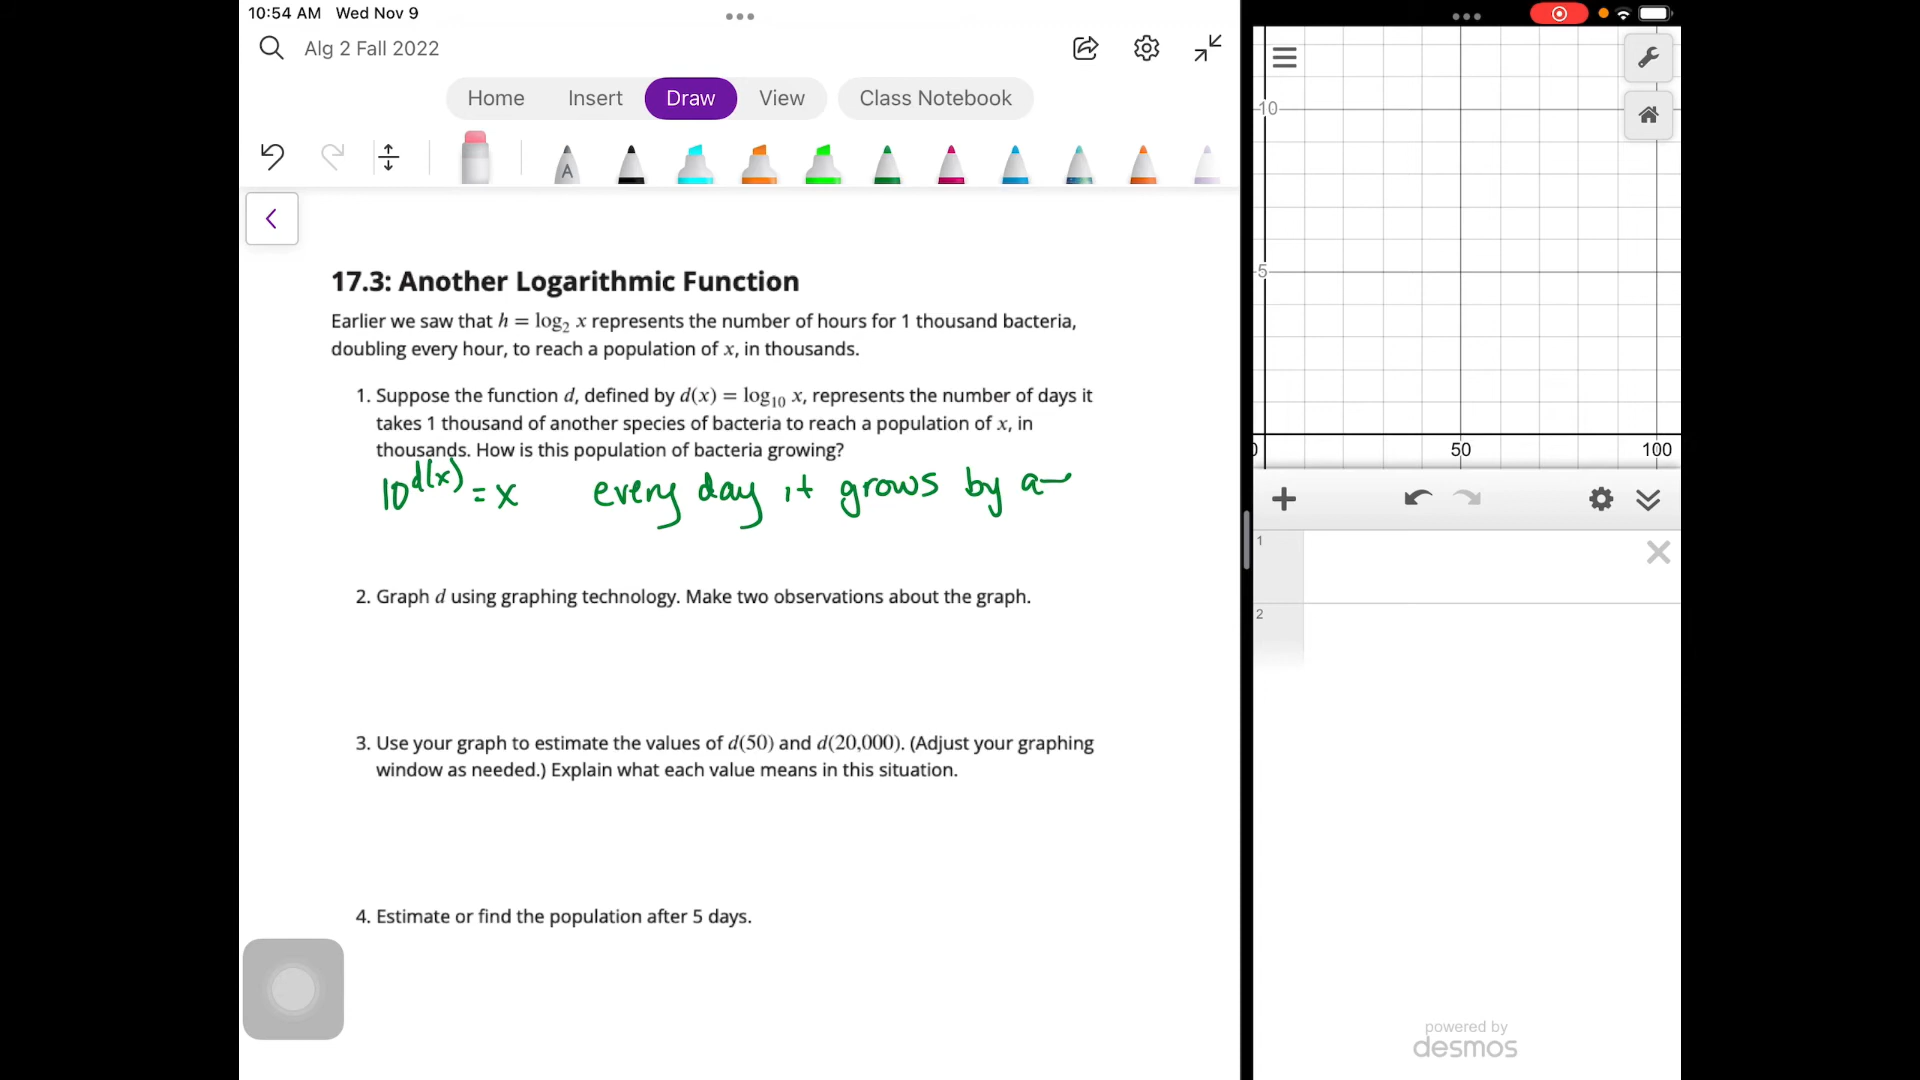 10:54 AM Wed Nov 9
Alg 2 Fall 2022
Home Insert Draw View Class Notebook
A
17.3: Another Logarithmic Function
Earlier we saw that h = log₂ x represents the number of hours for 1 thousand bacteria,
doubling every hour, to reach a population of x, in thousands.
1. Suppose the function d, defined by d(x) = log₁₀ x, represents the number of days it
takes 1 thousand of another species of bacteria to reach a population of x, in
thousands. How is this population of bacteria growing?
10^d(x) = x every day it grows by a
2. Graph d using graphing technology. Make two observations about the graph.
3. Use your graph to estimate the values of d(50) and d(20,000). (Adjust your graphing
window as needed.) Explain what each value means in this situation.
4. Estimate or find the population after 5 days.
10
5
0 50 100
1
2
powered by
desmos